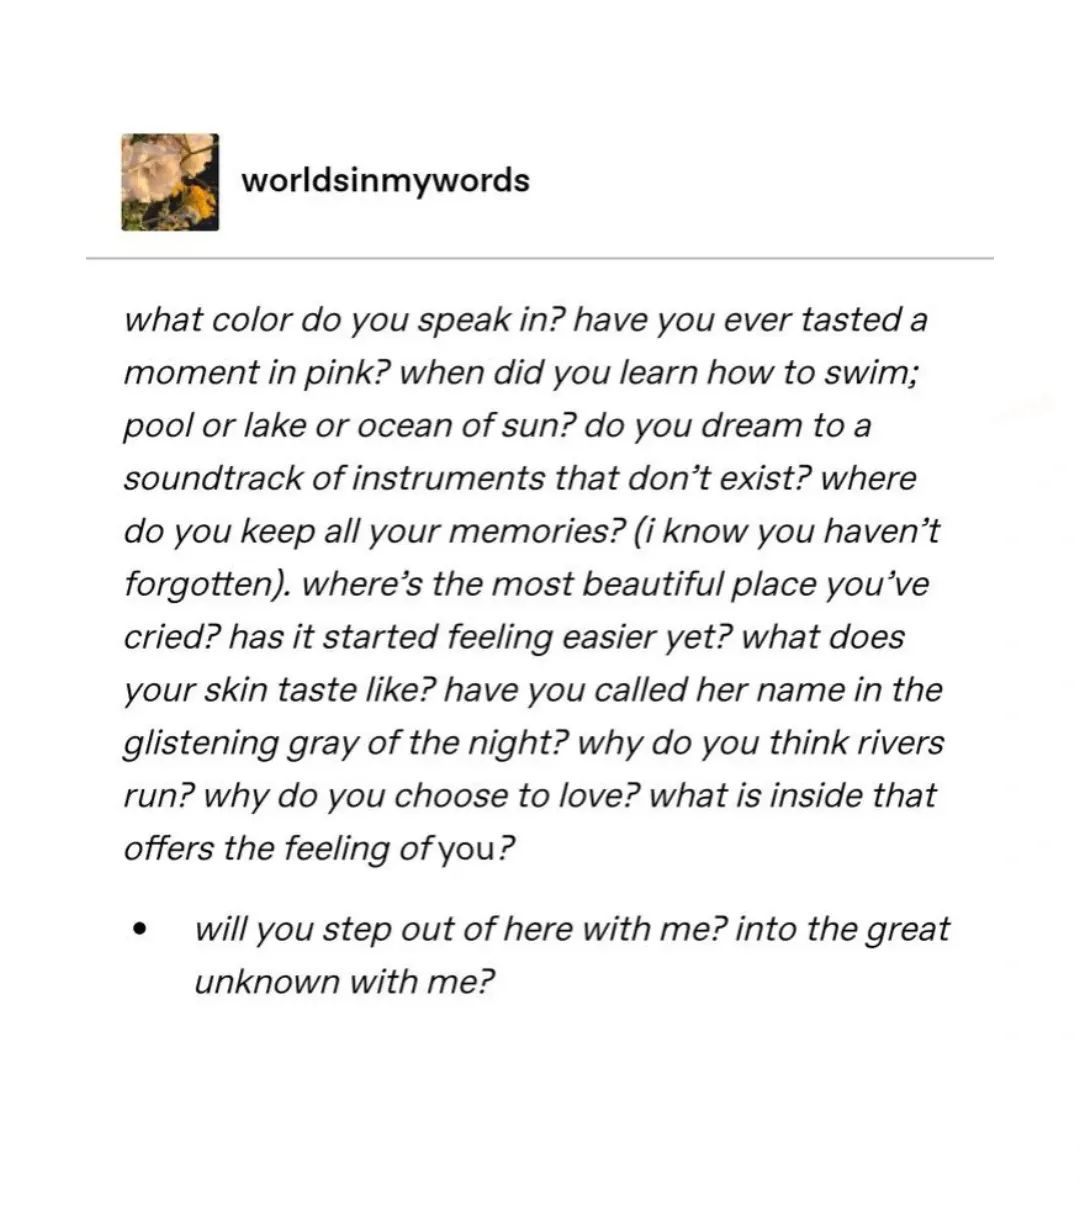 worldsinmywords
what color do you speak in? have you ever tasted a
moment in pink? when did you learn how to swim;
pool or lake or ocean of sun? do you dream to a
soundtrack of instruments that don’t exist? where
do you keep all your memories? (i know you haven’t
forgotten). where’s the most beautiful place you’ve
cried? has it started feeling easier yet? what does
your skin taste like? have you called her name in the
glistening gray of the night? why do you think rivers
run? why do you choose to love? what is inside that
offers the feeling of you?
• will you step out of here with me? into the great
unknown with me?